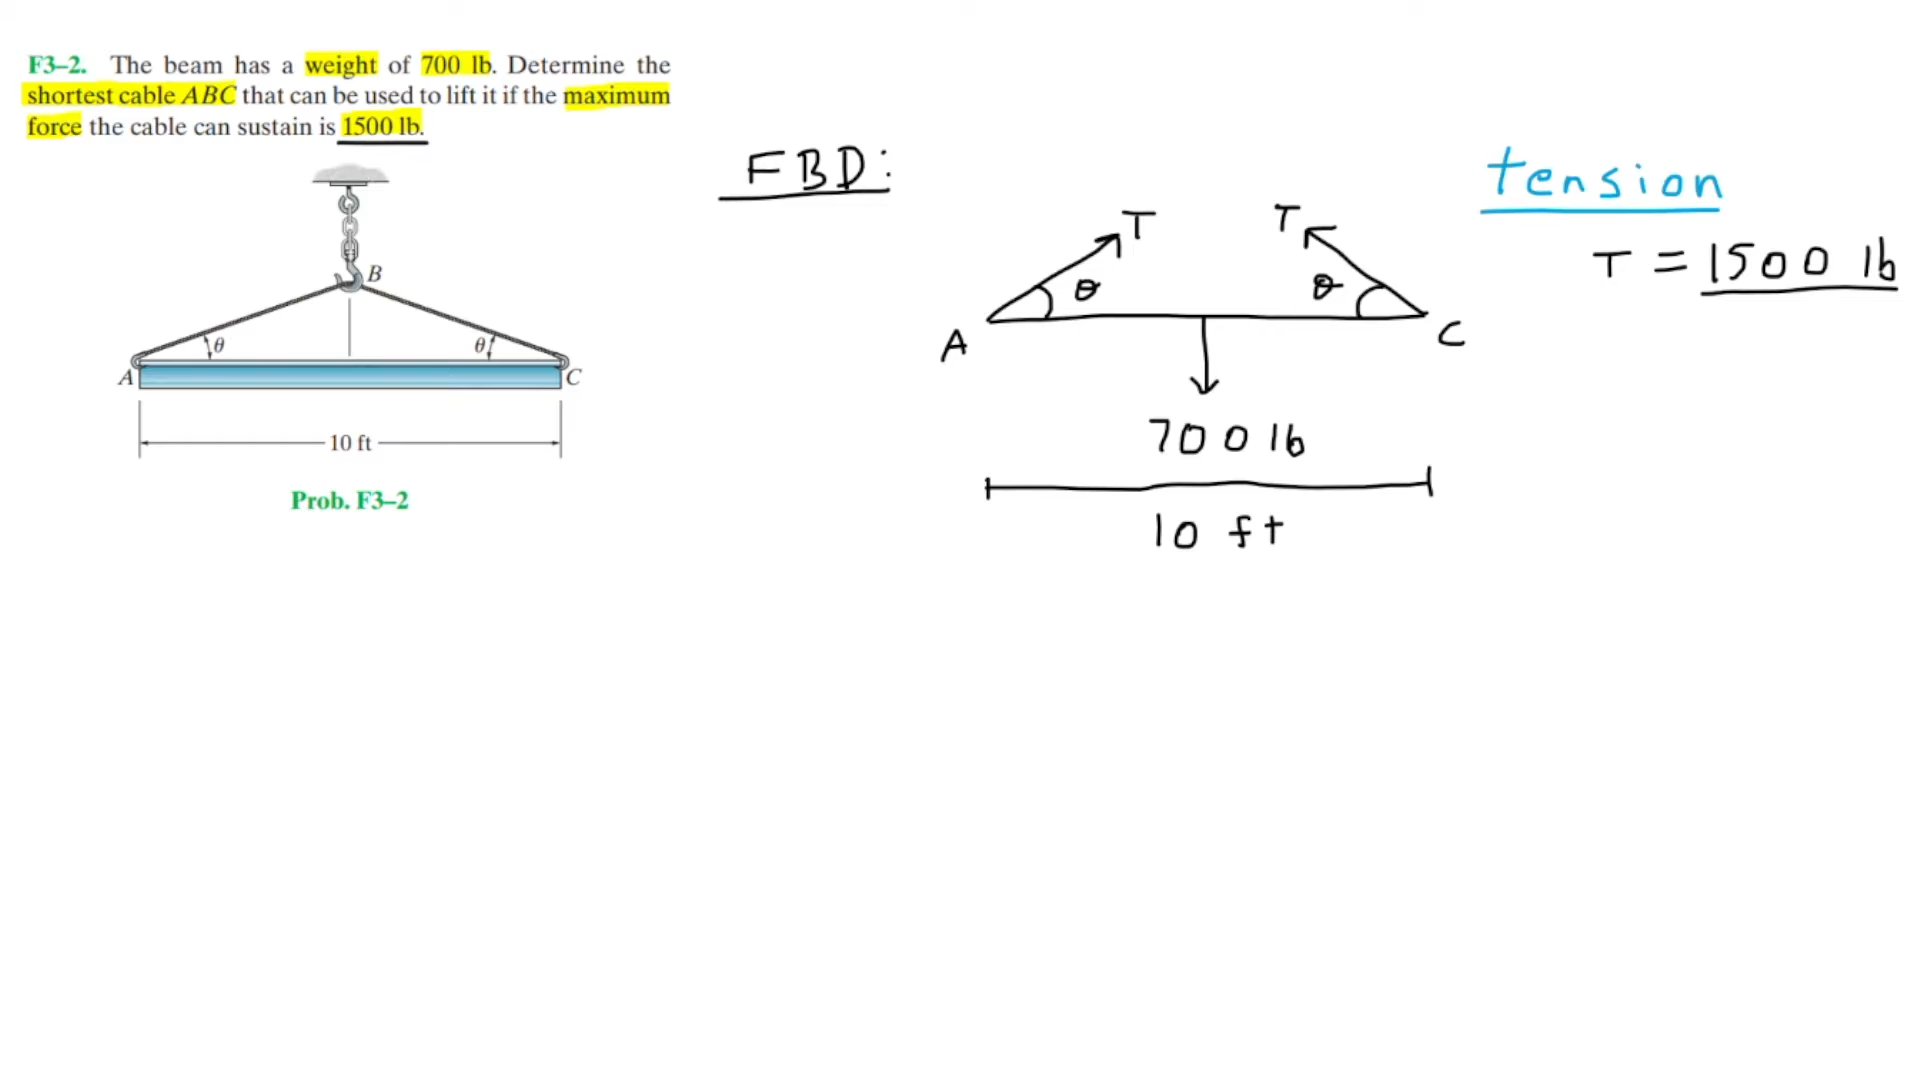 F3–2. The beam has a weight of 700 lb. Determine the
shortest cable ABC that can be used to lift it if the maximum
force the cable can sustain is 1500 lb.
B
θ
θ
A
C
10 ft
Prob. F3–2
FBD:
T
T
θ
θ
A
C
700 lb
10 ft
tension
T = 1500 lb